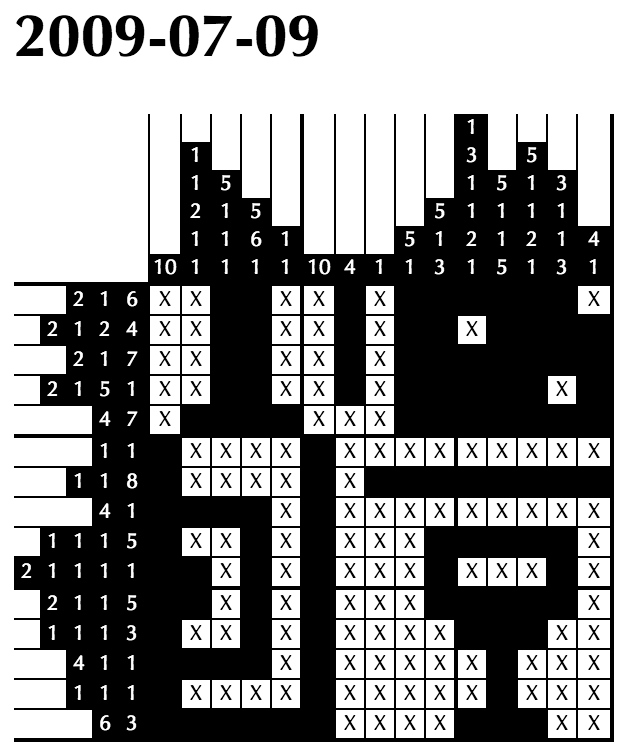 2009-07-09
1
1 3 5
1 5 1 5 1 3
2 1 5 5 1 1 1 1
1 1 6 1 5 1 2 1 2 1 4
10 1 1 1 1 10 4 1 1 3 1 5 1 3 1
2 1 6 X X X X X X
2 1 2 4 X X X X X X
2 1 7 X X X X X
2 1 5 1 X X X X X X
4 7 X X X X
1 1 X X X X X X X X X X X X X
1 1 8 X X X X X
4 1 X X X X X X X X X X
1 1 1 5 X X X X X X X
2 1 1 1 1 X X X X X X X X X
2 1 1 5 X X X X X X
1 1 1 3 X X X X X X X X X
4 1 1 X X X X X X X X X
1 1 1 X X X X X X X X X X X X
6 3 X X X X X X